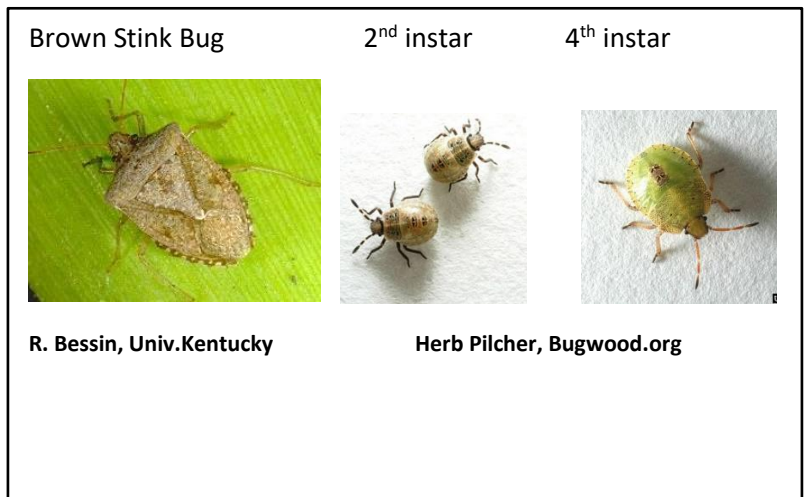 Brown Stink Bug 2nd instar 4th instar
R. Bessin, Univ.Kentucky Herb Pilcher, Bugwood.org